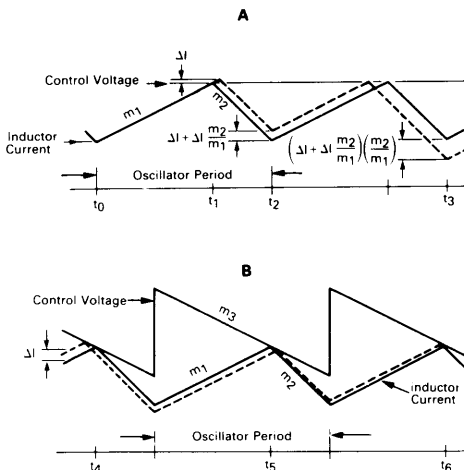 A
ΔI
Control Voltage
m1
m2
Inductor
Current
ΔI + ΔI m2/m1
(ΔI + ΔI m2/m1)(m2/m1)
Oscillator Period
t0
t1
t2
t3
B
Control Voltage
m3
ΔI
m1
m2
Inductor
Current
Oscillator Period
t4
t5
t6